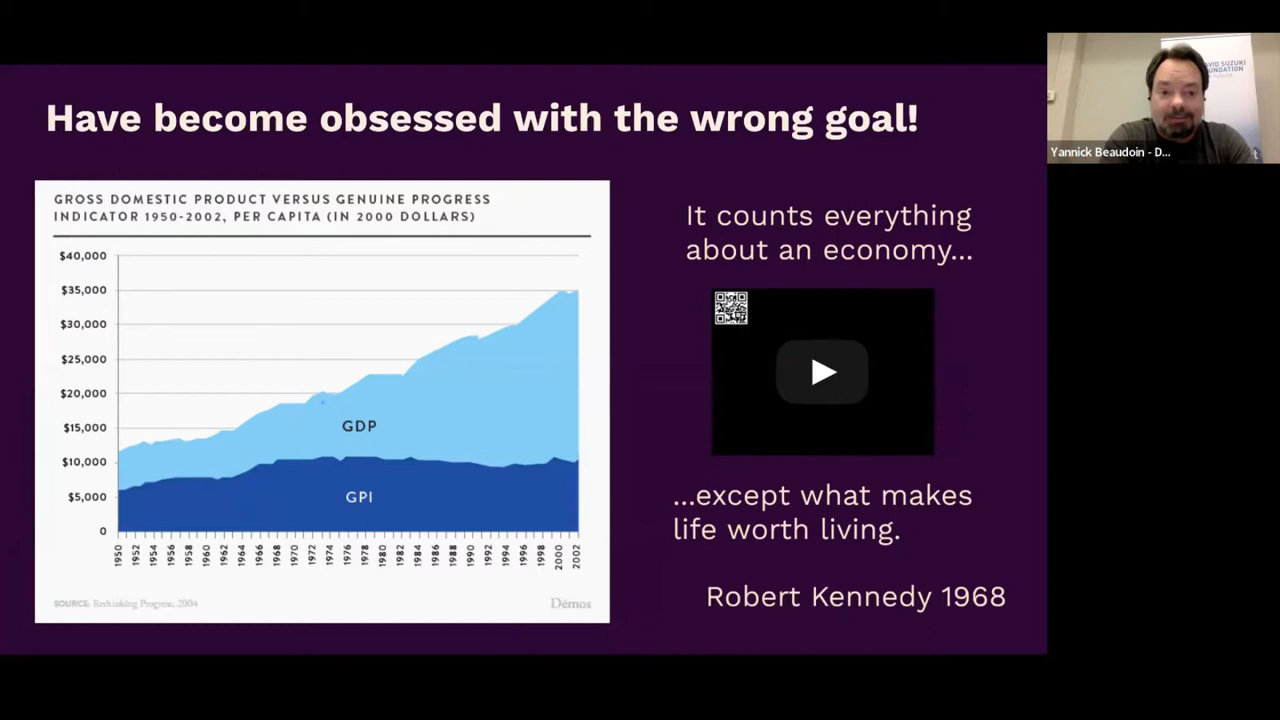 Have become obsessed with the wrong goal!
GROSS DOMESTIC PRODUCT VERSUS GENUINE PROGRESS
INDICATOR 1950-2002, PER CAPITA (IN 2000 DOLLARS)
$40,000
$35,000
$30,000
$25,000
$20,000
$15,000
$10,000
$5,000
0
GDP
GPI
1950 1952 1954 1956 1958 1960 1962 1964 1966 1968 1970 1972 1974 1976 1978 1980 1982 1984 1986 1988 1990 1992 1994 1996 1998 2000 2002
SOURCE: Rethinking Progress, 2004
Dēmos
It counts everything
about an economy...
...except what makes
life worth living.
Robert Kennedy 1968
VID SUZUKI
UNDATION
Yannick Beaudoin - D...